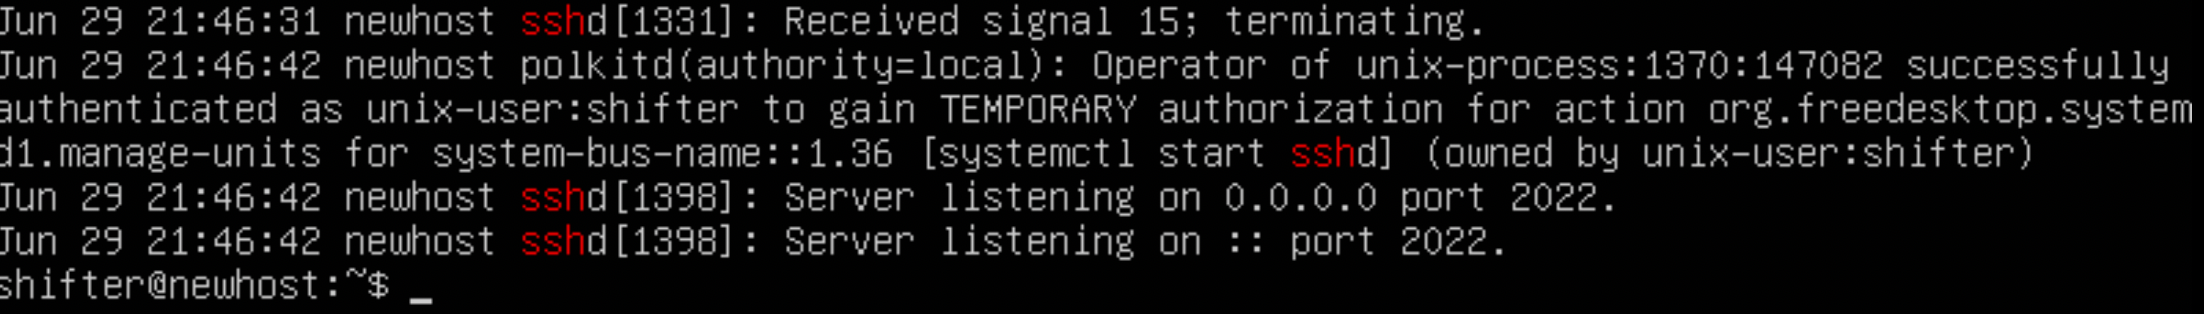 Jun 29 21:46:31 newhost sshd[1331]: Received signal 15; terminating.
Jun 29 21:46:42 newhost polkitd(authority=local): Operator of unix-process:1370:147082 successfully
authenticated as unix-user:shifter to gain TEMPORARY authorization for action org.freedesktop.system
d1.manage-units for system-bus-name::1.36 [systemctl start sshd] (owned by unix-user:shifter)
Jun 29 21:46:42 newhost sshd[1398]: Server listening on 0.0.0.0 port 2022.
Jun 29 21:46:42 newhost sshd[1398]: Server listening on :: port 2022.
shifter@newhost:~$ _